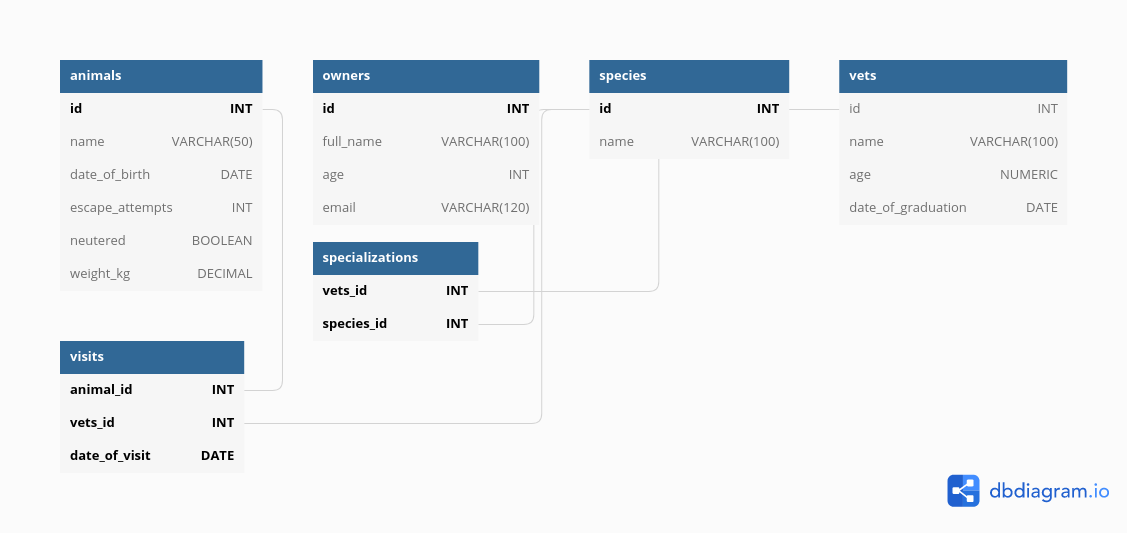 animals
id INT
name VARCHAR(50)
date_of_birth DATE
escape_attempts INT
neutered BOOLEAN
weight_kg DECIMAL
owners
id INT
full_name VARCHAR(100)
age INT
email VARCHAR(120)
species
id INT
name VARCHAR(100)
vets
id INT
name VARCHAR(100)
age NUMERIC
date_of_graduation DATE
specializations
vets_id INT
species_id INT
visits
animal_id INT
vets_id INT
date_of_visit DATE
dbdiagram.io